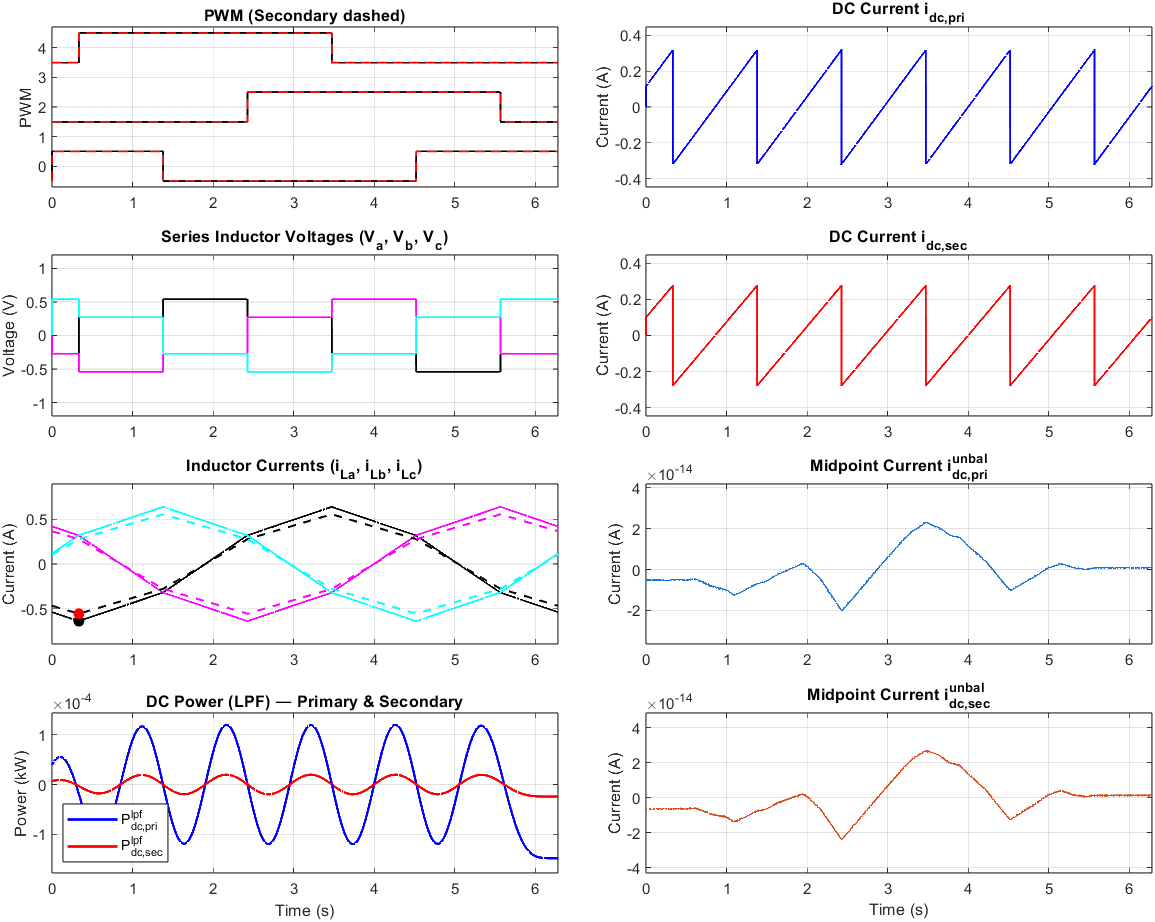 PWM (Secondary dashed)
PWM
4
3
2
1
0
0 1 2 3 4 5 6
DC Current i_dc,pri
Current (A)
0.4
0.2
0
-0.2
-0.4
0 1 2 3 4 5 6
Series Inductor Voltages (V_a, V_b, V_c)
Voltage (V)
1
0.5
0
-0.5
-1
0 1 2 3 4 5 6
DC Current i_dc,sec
Current (A)
0.4
0.2
0
-0.2
-0.4
0 1 2 3 4 5 6
Inductor Currents (i_La, i_Lb, i_Lc)
Current (A)
0.5
0
-0.5
0 1 2 3 4 5 6
Midpoint Current i^unbal_dc,pri
×10^-14
Current (A)
4
2
0
-2
0 1 2 3 4 5 6
DC Power (LPF) — Primary & Secondary
×10^-4
Power (kW)
1
0
-1
P^lpf_dc,pri
P^lpf_dc,sec
0 1 2 3 4 5 6
Time (s)
Midpoint Current i^unbal_dc,sec
×10^-14
Current (A)
4
2
0
-2
-4
0 1 2 3 4 5 6
Time (s)